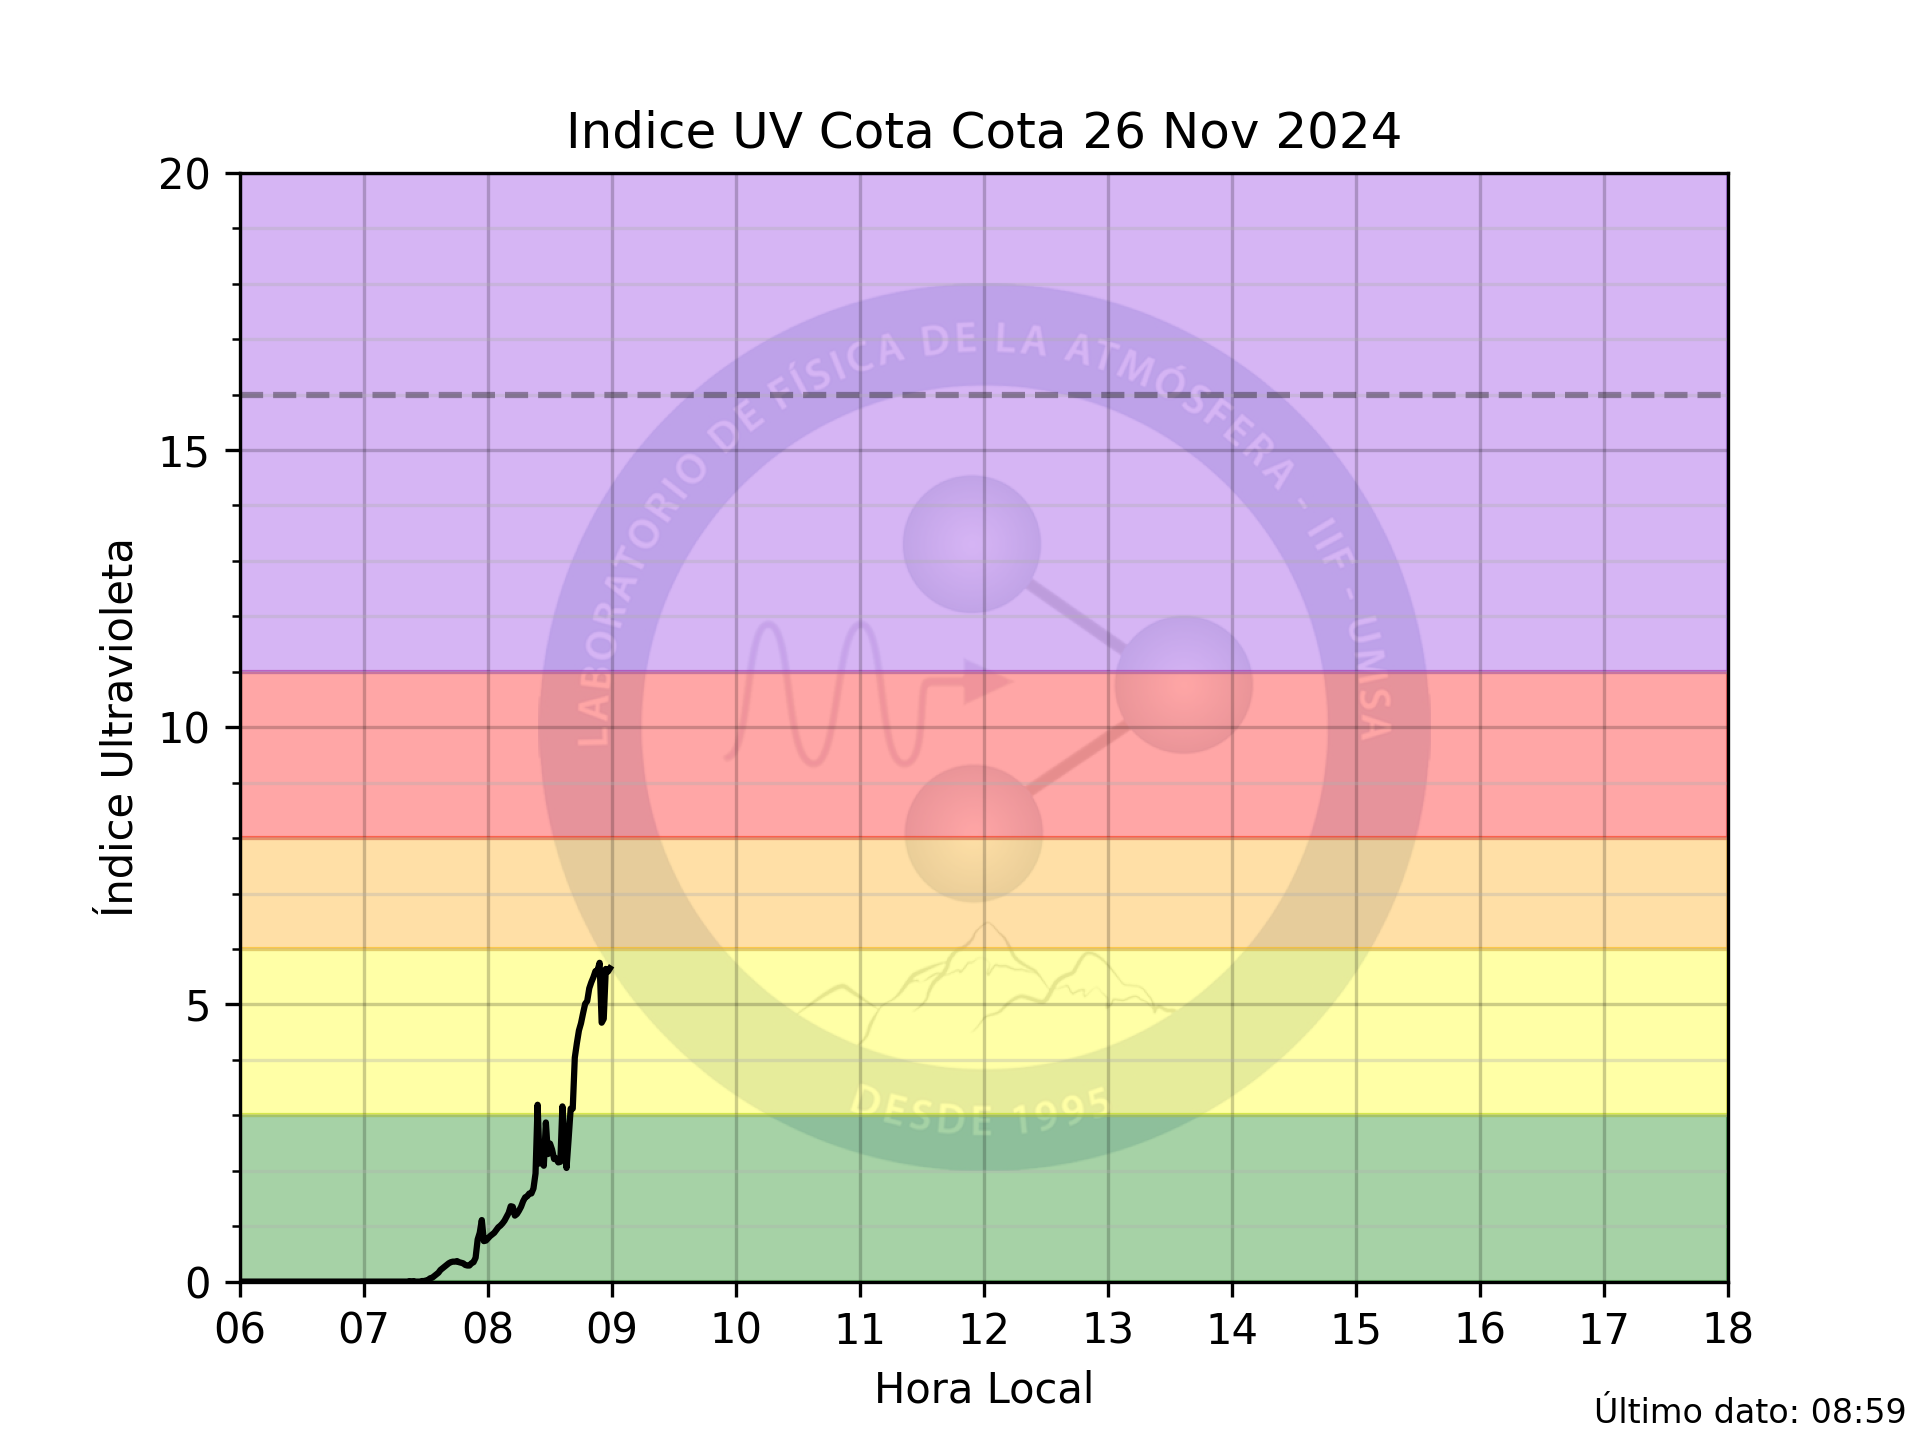 Indice UV Cota Cota 26 Nov 2024
20
15
10
5
0
Índice Ultravioleta
LABORATORIO DE FÍSICA DE LA ATMÓSFERA - IIF - UMSA
DESDE 1995
06 07 08 09 10 11 12 13 14 15 16 17 18
Hora Local
Último dato: 08:59